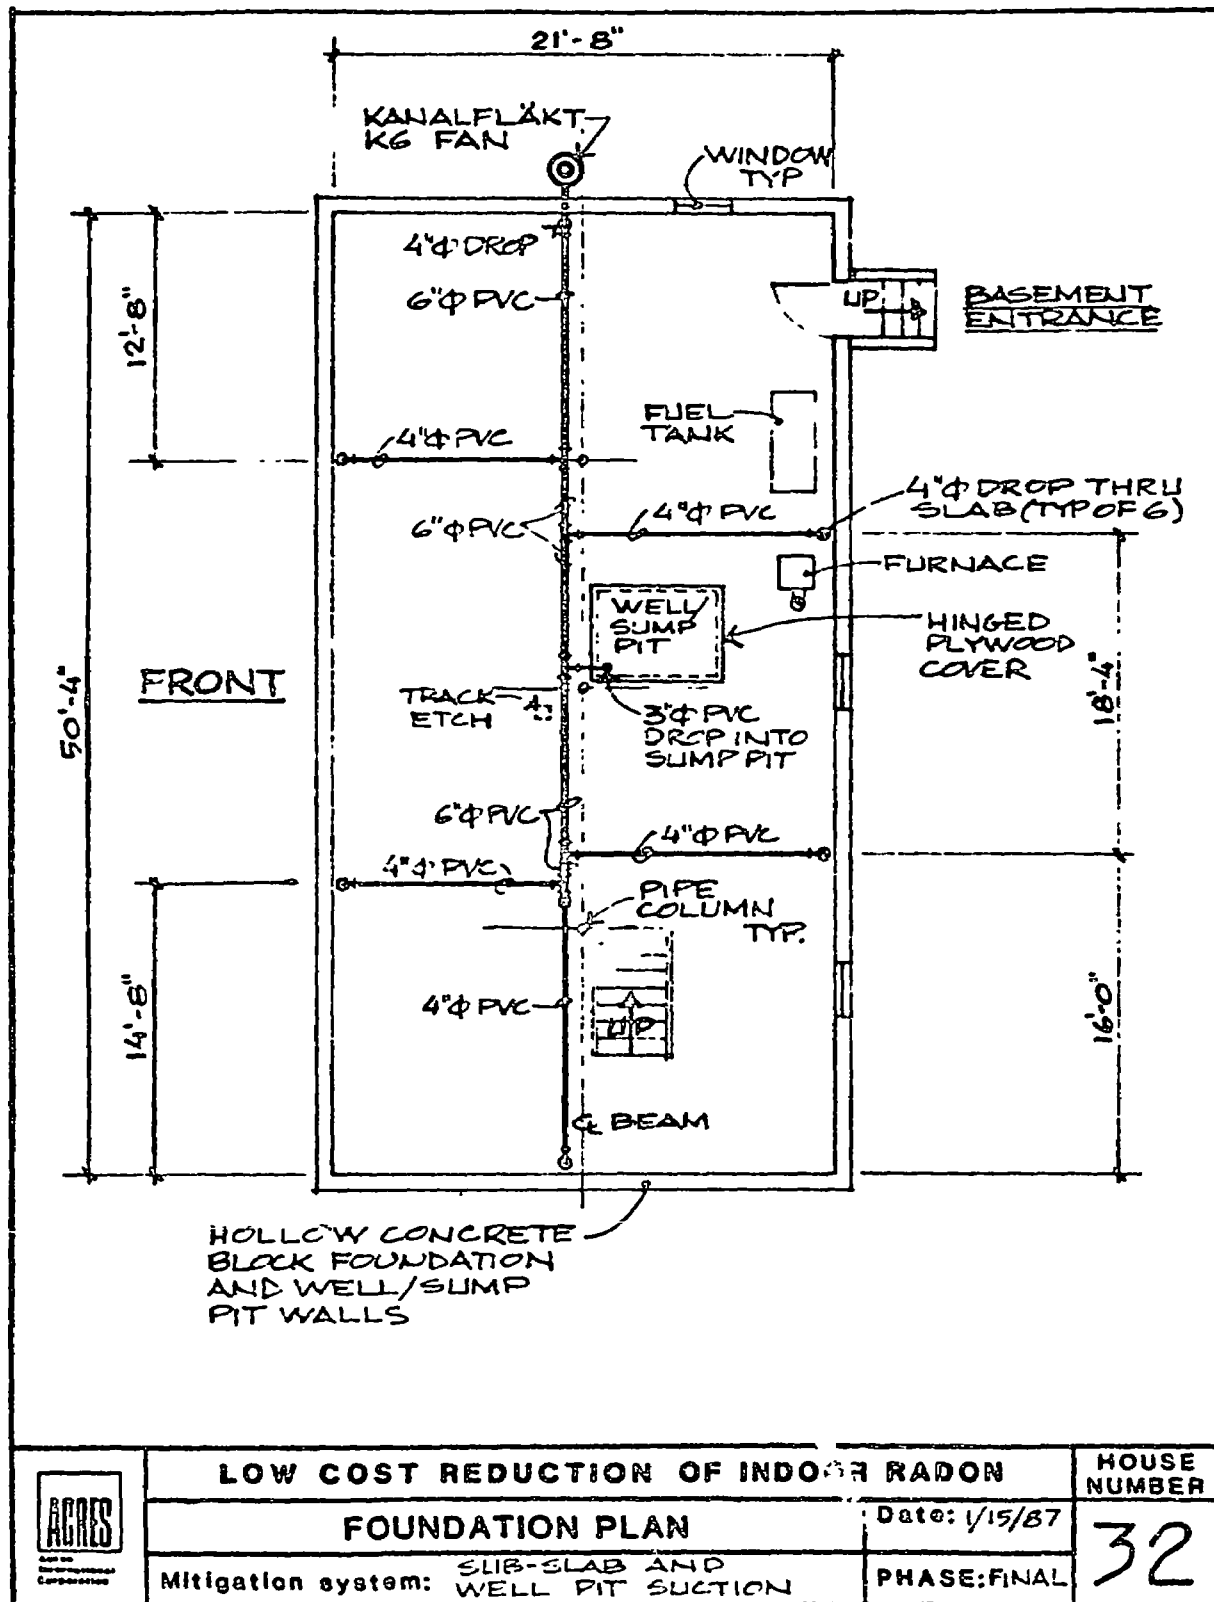 21'-8"
KANALFLÄKT
K6 FAN
WINDOW
TYP
4"⌀ DROP
6"⌀ PVC
UP
BASEMENT
ENTRANCE
12'-8"
FUEL
TANK
4"⌀ PVC
4"⌀ DROP THRU
SLAB (TYP OF 6)
6"⌀ PVC
4"⌀ PVC
FURNACE
WELL/
SUMP
PIT
HINGED
PLYWOOD
COVER
FRONT
50'-4"
TRACK
ETCH
3"⌀ PVC
DROP INTO
SUMP PIT
18'-4"
6"⌀ PVC
4"⌀ PVC
4"⌀ PVC
PIPE
COLUMN
TYP.
14'-8"
4"⌀ PVC
UP
16'-0"
℄ BEAM
HOLLOW CONCRETE
BLOCK FOUNDATION
AND WELL/SUMP
PIT WALLS
ACRES
Acres
International
Corporation
LOW COST REDUCTION OF INDOOR RADON
HOUSE
NUMBER
FOUNDATION PLAN
Date: 1/15/87
32
Mitigation system: SUB-SLAB AND
WELL PIT SUCTION
PHASE: FINAL